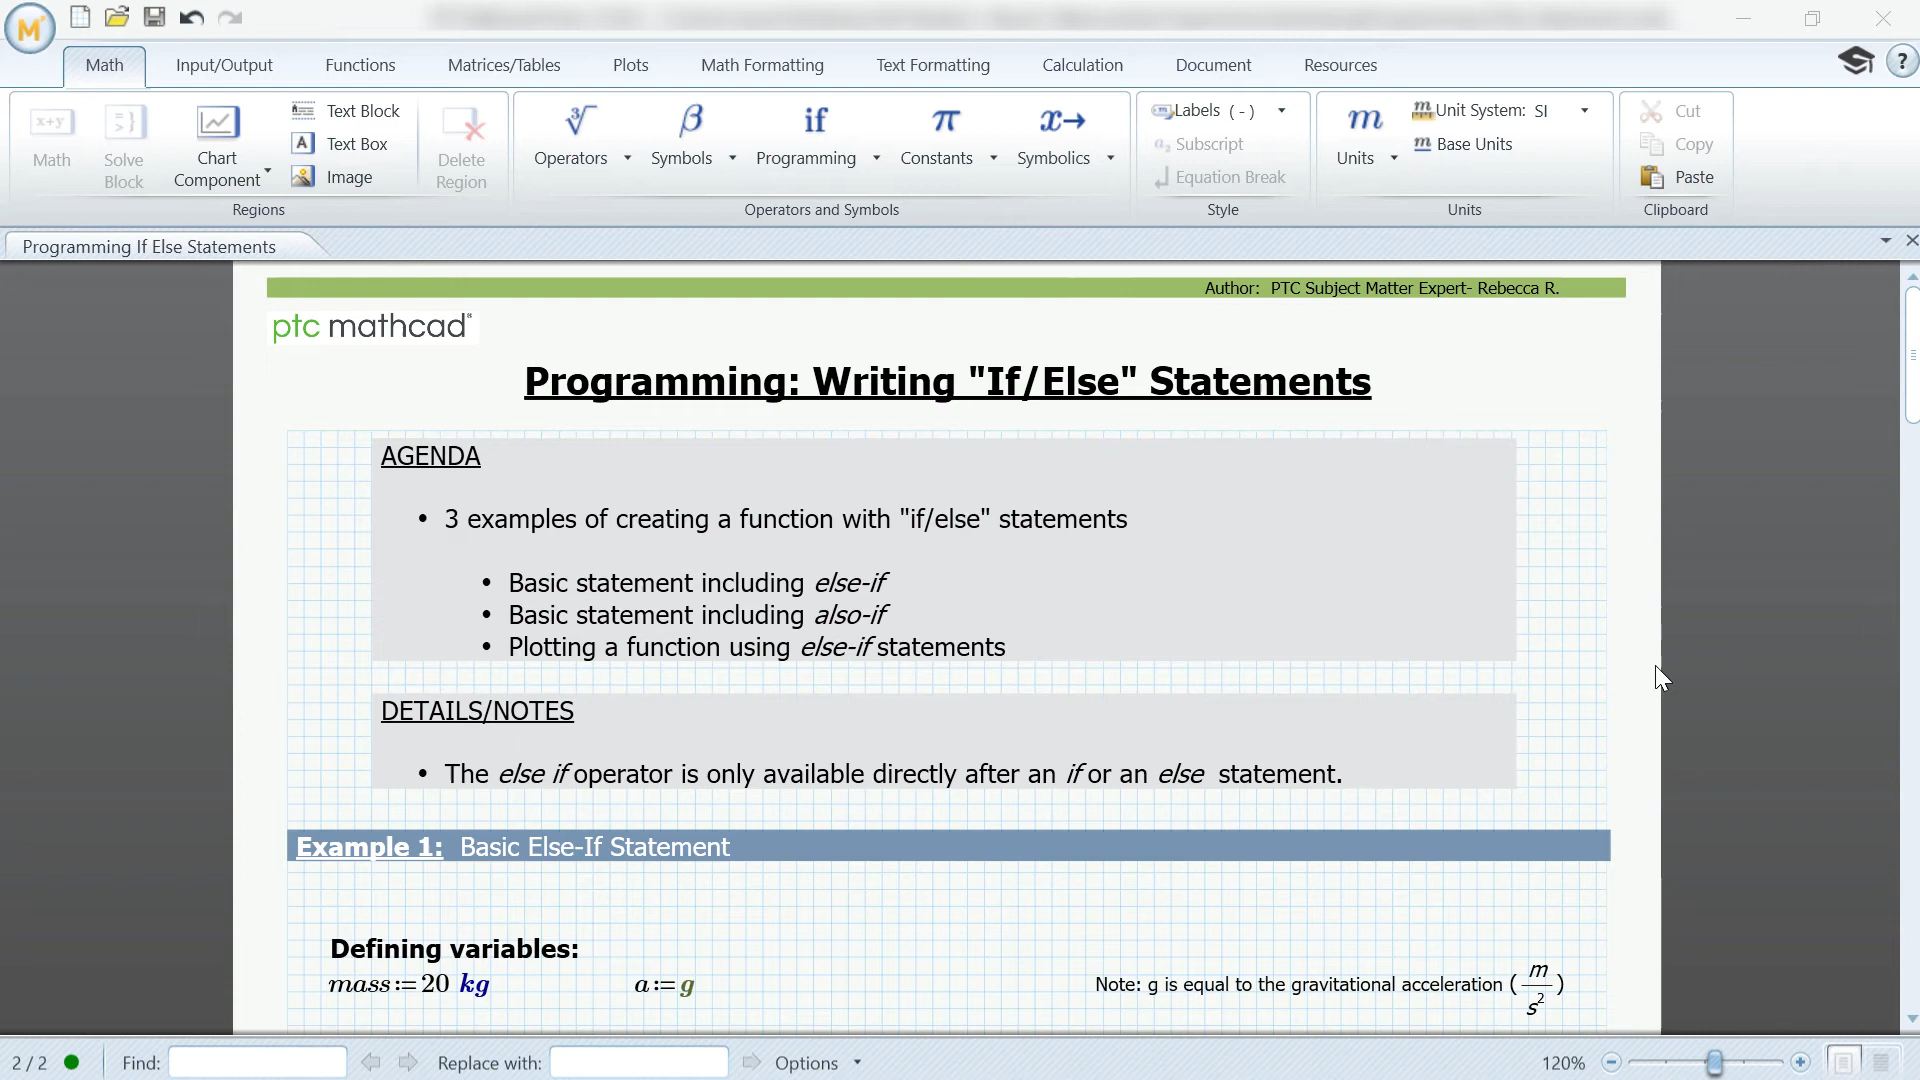 Math Input/Output Functions Matrices/Tables Plots Math Formatting Text Formatting Calculation Document Resources ?
x+y
Math
Solve
Block
Chart
Component
Text Block
A Text Box
Image
Delete
Region
Regions
3√ β if π x→
Operators Symbols Programming Constants Symbolics
Operators and Symbols
Labels ( - )
Subscript
Equation Break
Style
m
Units
Unit System: SI
m Base Units
Units
Cut
Copy
Paste
Clipboard
Programming If Else Statements
Author: PTC Subject Matter Expert- Rebecca R.
ptc mathcad®
Programming: Writing "If/Else" Statements
AGENDA
• 3 examples of creating a function with "if/else" statements
• Basic statement including else-if
• Basic statement including also-if
• Plotting a function using else-if statements
DETAILS/NOTES
• The else if operator is only available directly after an if or an else statement.
Example 1: Basic Else-If Statement
Defining variables:
mass:=20 kg a:=g Note: g is equal to the gravitational acceleration (m/s²)
2 / 2 Find: Replace with: Options 120%